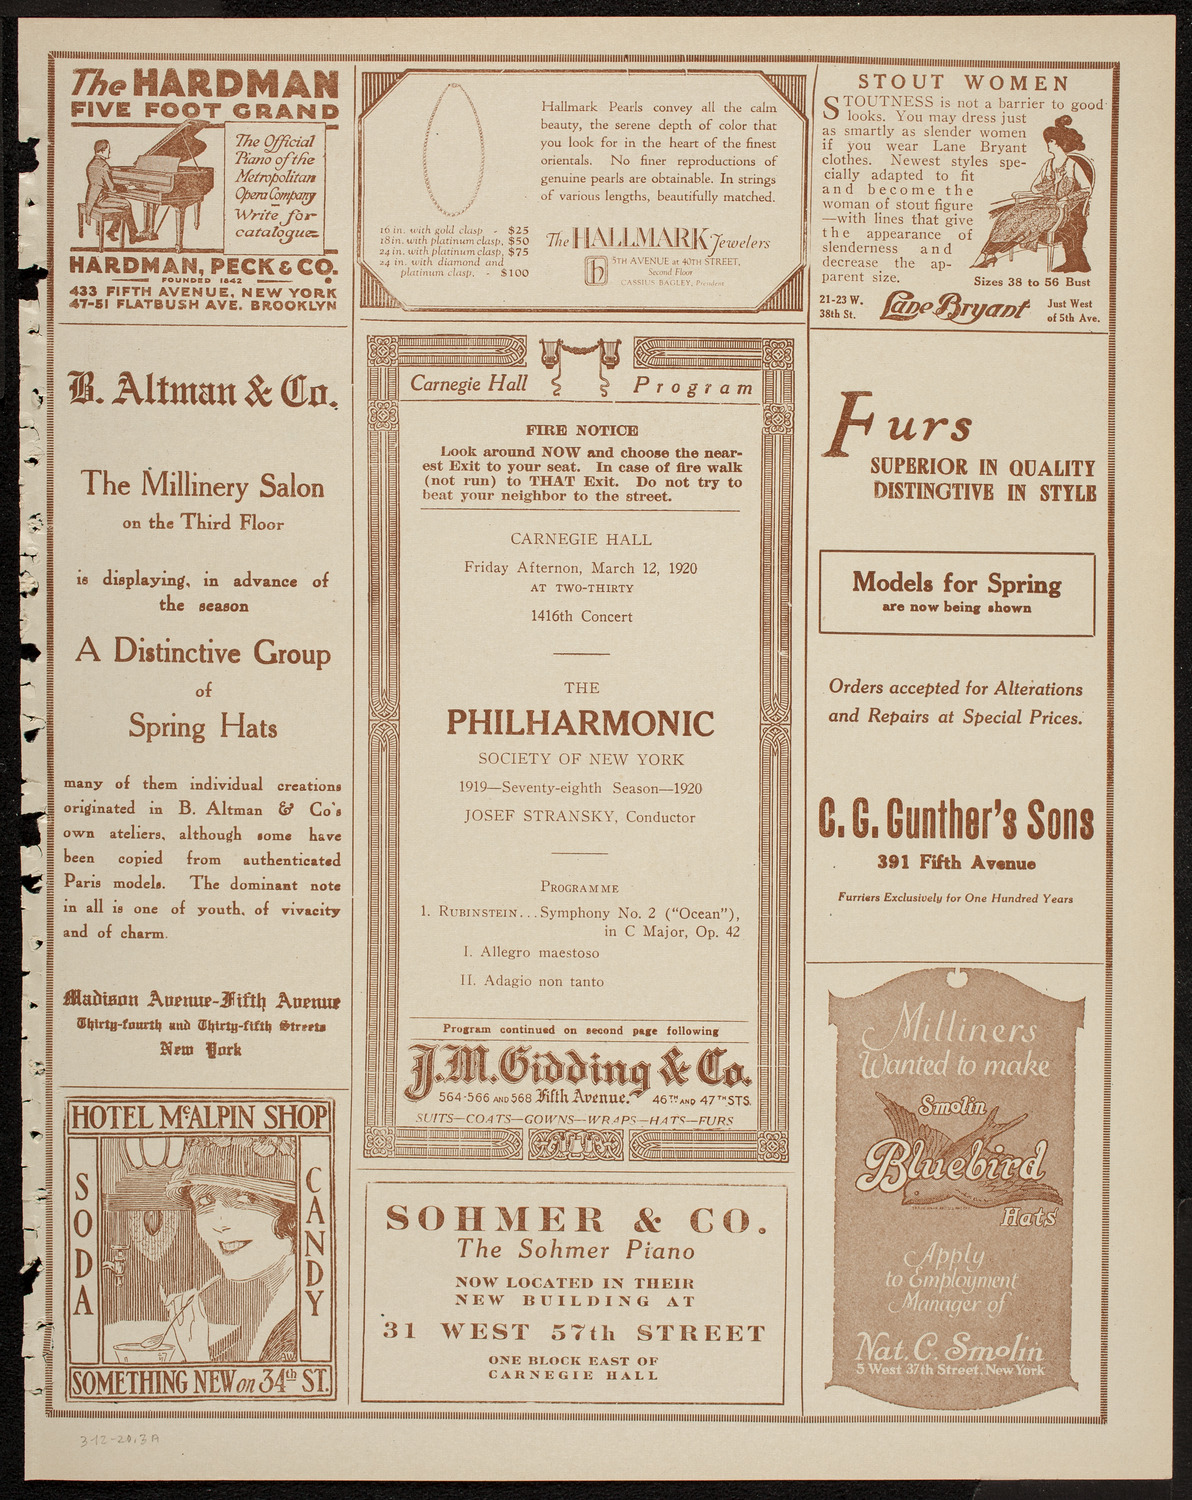 The HARDMAN
FIVE FOOT GRAND
The Official
Piano of the
Metropolitan
Opera Company
Write for
catalogue
HARDMAN, PECK & CO.
FOUNDED 1842
433 FIFTH AVENUE, NEW YORK
47-51 FLATBUSH AVE. BROOKLYN
B. Altman & Co.
The Millinery Salon
on the Third Floor
is displaying, in advance of
the season
A Distinctive Group
of
Spring Hats
many of them individual creations
originated in B. Altman & Co's
own ateliers, although some have
been copied from authenticated
Paris models. The dominant note
in all is one of youth, of vivacity
and of charm.
Madison Avenue-Fifth Avenue
Thirty-fourth and Thirty-fifth Streets
New York
HOTEL McALPIN SHOP
SODA
CANDY
SOMETHING NEW on 34th ST.
Hallmark Pearls convey all the calm
beauty, the serene depth of color that
you look for in the heart of the finest
orientals. No finer reproductions of
genuine pearls are obtainable. In strings
of various lengths, beautifully matched.
16 in. with gold clasp - $25
18 in. with platinum clasp, $50
24 in. with platinum clasp, $75
24 in. with diamond and
platinum clasp, - $100
The HALLMARK Jewelers
5TH AVENUE at 40TH STREET,
Second Floor
CASSIUS BAGLEY, President
Carnegie Hall Program
FIRE NOTICE
Look around NOW and choose the near-
est Exit to your seat. In case of fire walk
(not run) to THAT Exit. Do not try to
beat your neighbor to the street.
CARNEGIE HALL
Friday Afternon, March 12, 1920
AT TWO-THIRTY
1416th Concert
THE
PHILHARMONIC
SOCIETY OF NEW YORK
1919—Seventy-eighth Season—1920
JOSEF STRANSKY, Conductor
PROGRAMME
1. RUBINSTEIN...Symphony No. 2 ("Ocean"),
in C Major, Op. 42
I. Allegro maestoso
II. Adagio non tanto
Program continued on second page following
J.M. Gidding & Co.
564-566 AND 568 Fifth Avenue. 46TH AND 47TH STS.
SUITS—COATS—GOWNS—WRAPS—HATS—FURS
SOHMER & CO.
The Sohmer Piano
NOW LOCATED IN THEIR
NEW BUILDING AT
31 WEST 57th STREET
ONE BLOCK EAST OF
CARNEGIE HALL
STOUT WOMEN
STOUTNESS is not a barrier to good
looks. You may dress just
as smartly as slender women
if you wear Lane Bryant
clothes. Newest styles spe-
cially adapted to fit
and become the
woman of stout figure
—with lines that give
the appearance of
slenderness and
decrease the ap-
parent size.
Sizes 38 to 56 Bust
21-23 W.
38th St.
Lane Bryant
Just West
of 5th Ave.
Furs
SUPERIOR IN QUALITY
DISTINCTIVE IN STYLE
Models for Spring
are now being shown
Orders accepted for Alterations
and Repairs at Special Prices.
C. G. Gunther's Sons
391 Fifth Avenue
Furriers Exclusively for One Hundred Years
Milliners
Wanted to make
Smolin
Bluebird
Hats
Apply
to Employment
Manager of
Nat. C. Smolin
5 West 37th Street, New York
3-12-20.3A